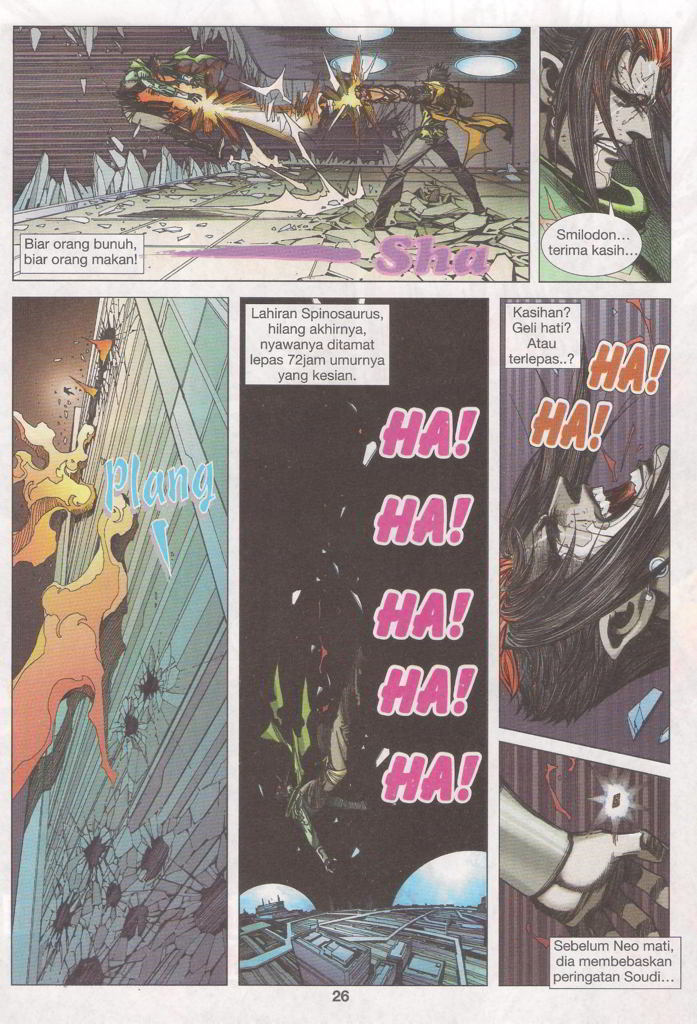 Biar orang bunuh,
biar orang makan!
Sha
Smilodon...
terima kasih...
Plang
Lahiran Spinosaurus,
hilang akhirnya,
nyawanya ditamat
lepas 72jam umurnya
yang kesian.
HA!
HA!
HA!
HA!
HA!
Kasihan?
Geli hati?
Atau
terlepas..?
HA!
HA!
Sebelum Neo mati,
dia membebaskan
peringatan Soudi...
26